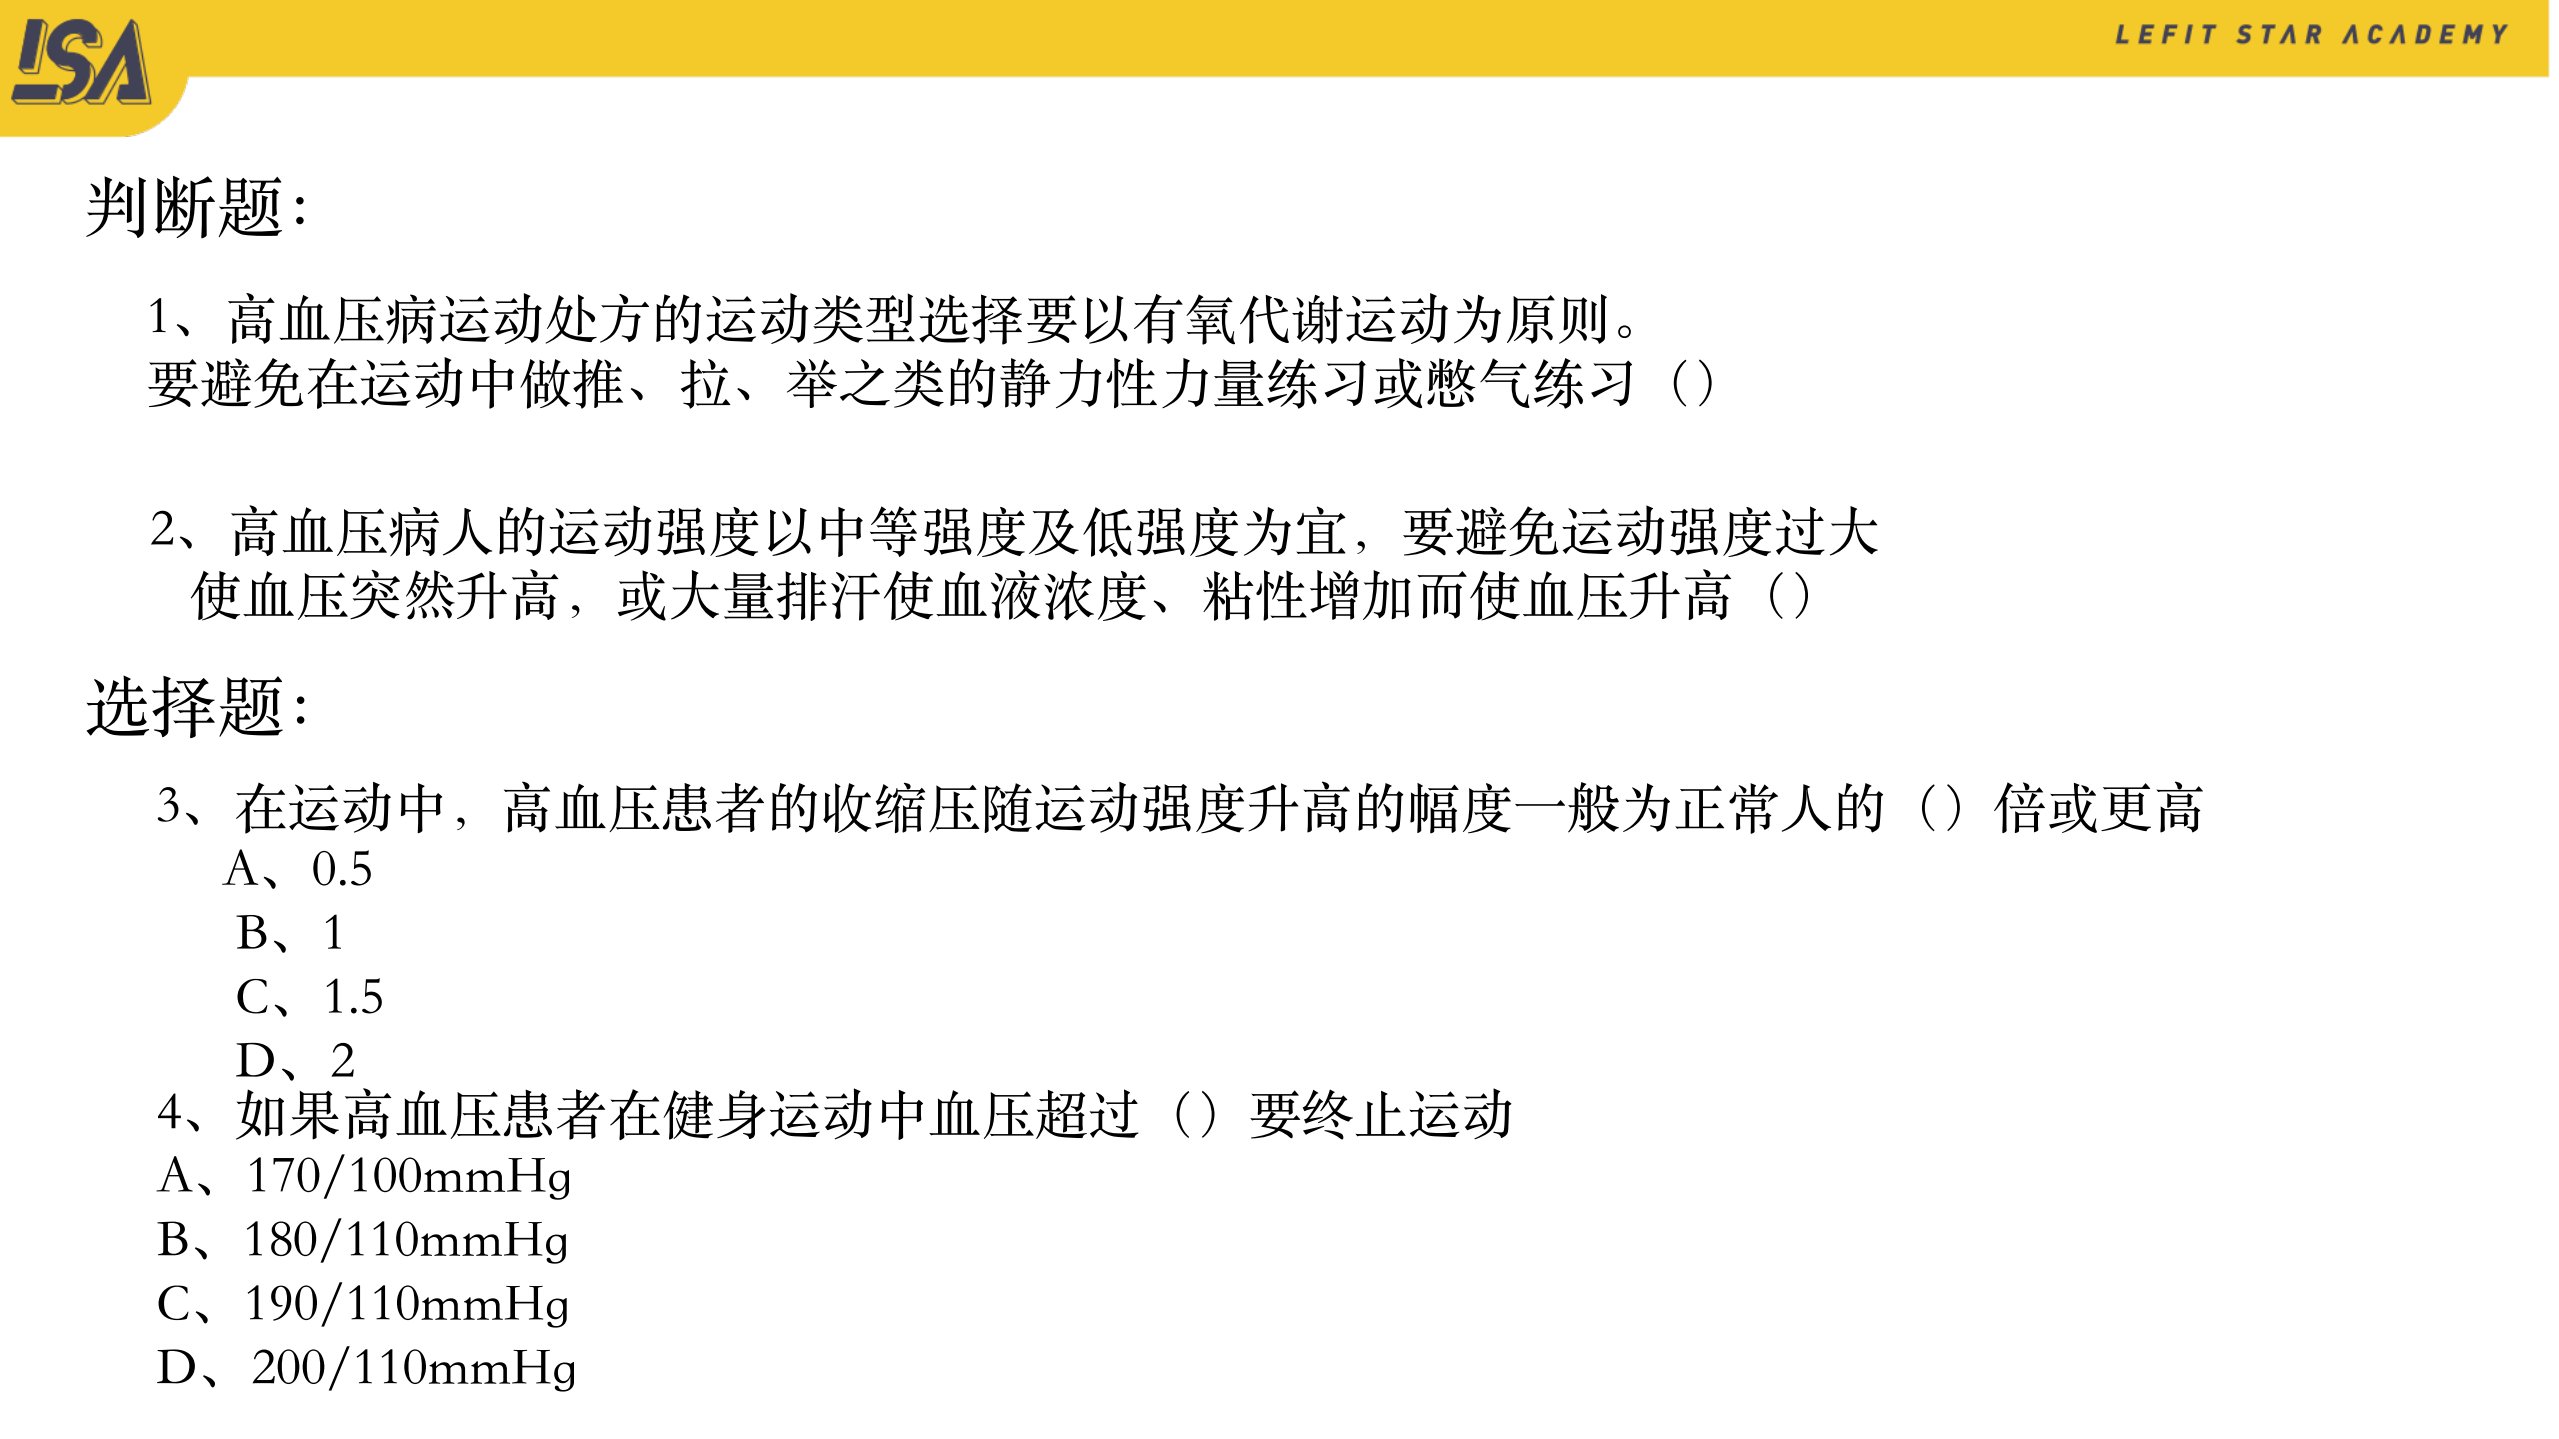 LSA
LEFIT STAR ACADEMY
判断题：
1、高血压病运动处方的运动类型选择要以有氧代谢运动为原则。
要避免在运动中做推、拉、举之类的静力性力量练习或憋气练习（）
2、高血压病人的运动强度以中等强度及低强度为宜，要避免运动强度过大
使血压突然升高，或大量排汗使血液浓度、粘性增加而使血压升高（）
选择题：
3、在运动中，高血压患者的收缩压随运动强度升高的幅度一般为正常人的（）倍或更高
A、0.5
B、1
C、1.5
D、2
4、如果高血压患者在健身运动中血压超过（）要终止运动
A、170/100mmHg
B、180/110mmHg
C、190/110mmHg
D、200/110mmHg